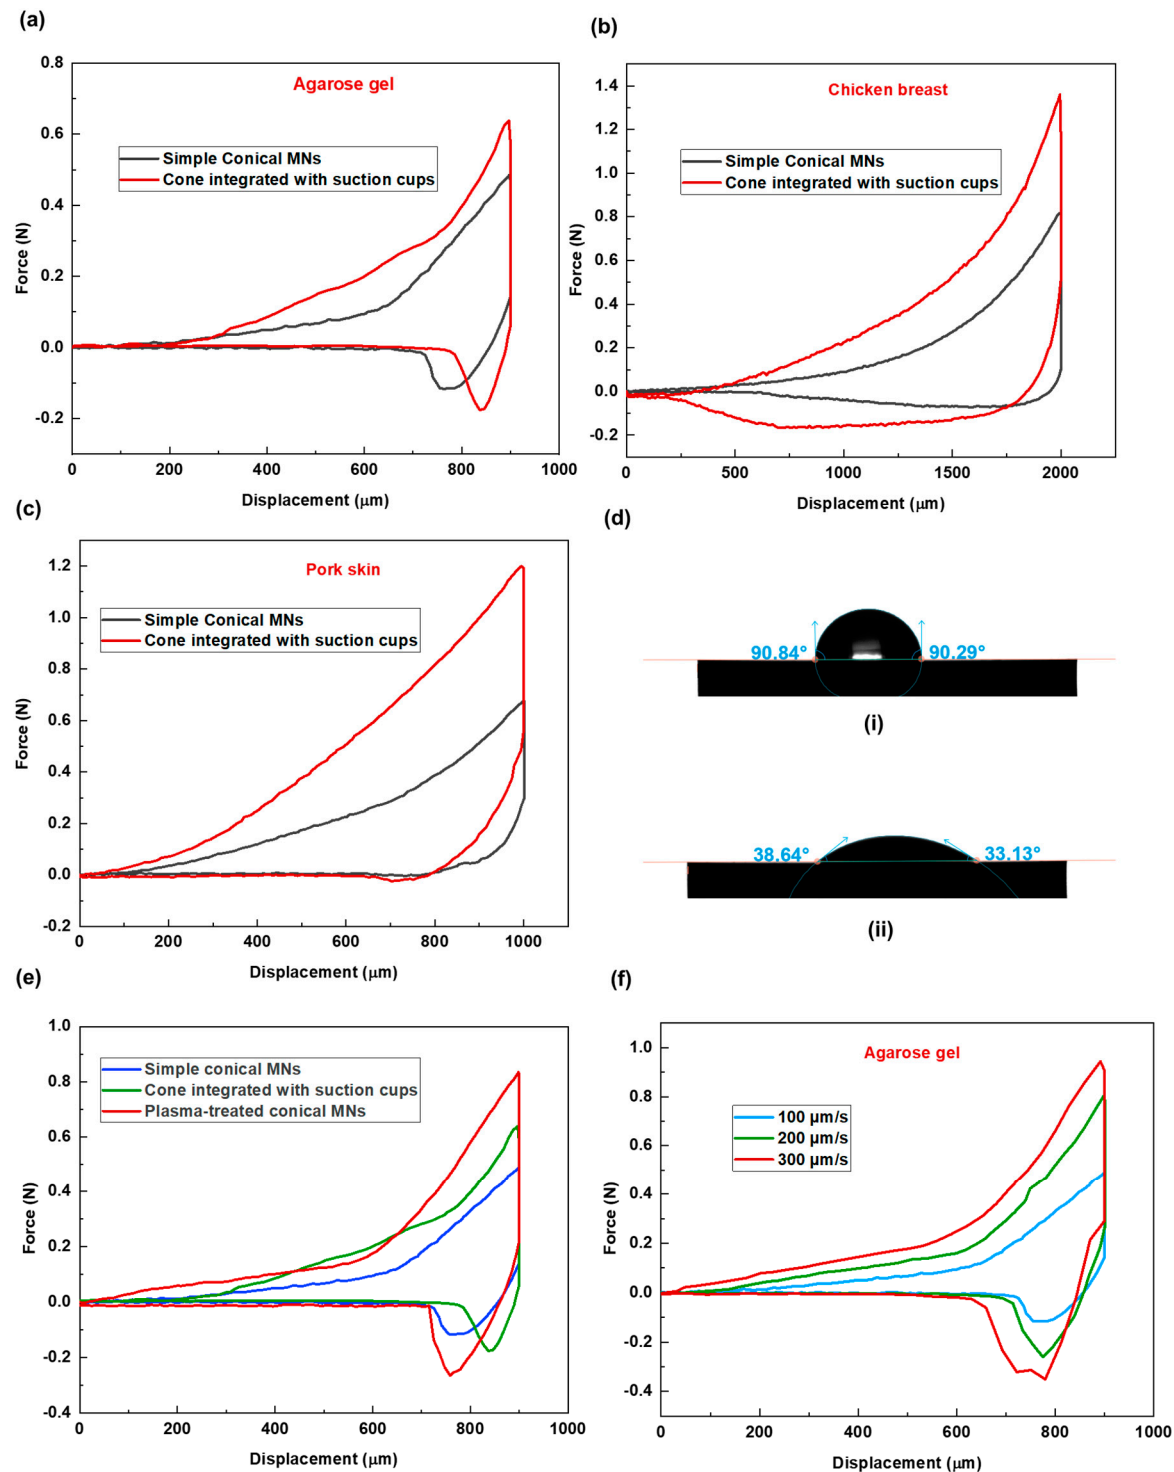 (a)
Agarose gel
Simple Conical MNs
Cone integrated with suction cups
Force (N)
0.8
0.6
0.4
0.2
0.0
-0.2
0 200 400 600 800 1000
Displacement (μm)
(b)
Chicken breast
Simple Conical MNs
Cone integrated with suction cups
Force (N)
1.4
1.2
1.0
0.8
0.6
0.4
0.2
0.0
-0.2
0 500 1000 1500 2000
Displacement (μm)
(c)
Pork skin
Simple Conical MNs
Cone integrated with suction cups
Force (N)
1.2
1.0
0.8
0.6
0.4
0.2
0.0
-0.2
0 200 400 600 800 1000
Displacement (μm)
(d)
90.84° 90.29°
(i)
38.64° 33.13°
(ii)
(e)
Simple conical MNs
Cone integrated with suction cups
Plasma-treated conical MNs
Force (N)
1.0
0.8
0.6
0.4
0.2
0.0
-0.2
-0.4
0 200 400 600 800 1000
Displacement (μm)
(f)
Agarose gel
100 μm/s
200 μm/s
300 μm/s
Force (N)
1.0
0.8
0.6
0.4
0.2
0.0
-0.2
-0.4
0 200 400 600 800 1000
Displacement (μm)